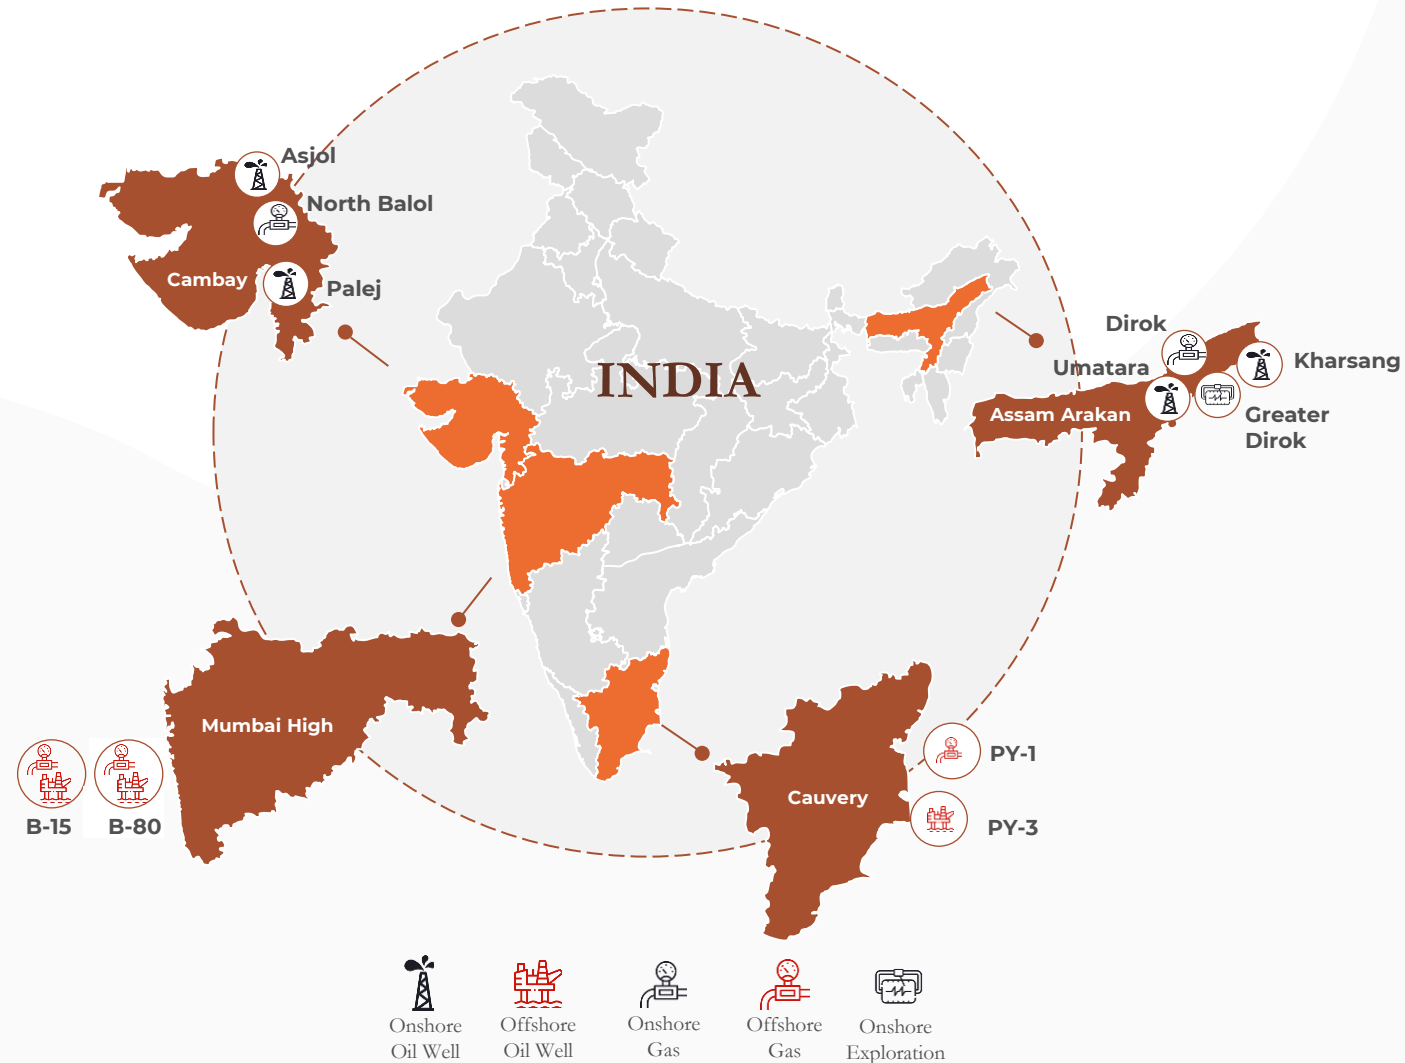 Asjol
North Balol
Cambay
Palej
INDIA
Dirok
Umatara
Kharsang
Assam Arakan
Greater
Dirok
Mumbai High
B-15
B-80
PY-1
Cauvery
PY-3
Onshore
Oil Well
Offshore
Oil Well
Onshore
Gas
Offshore
Gas
Onshore
Exploration